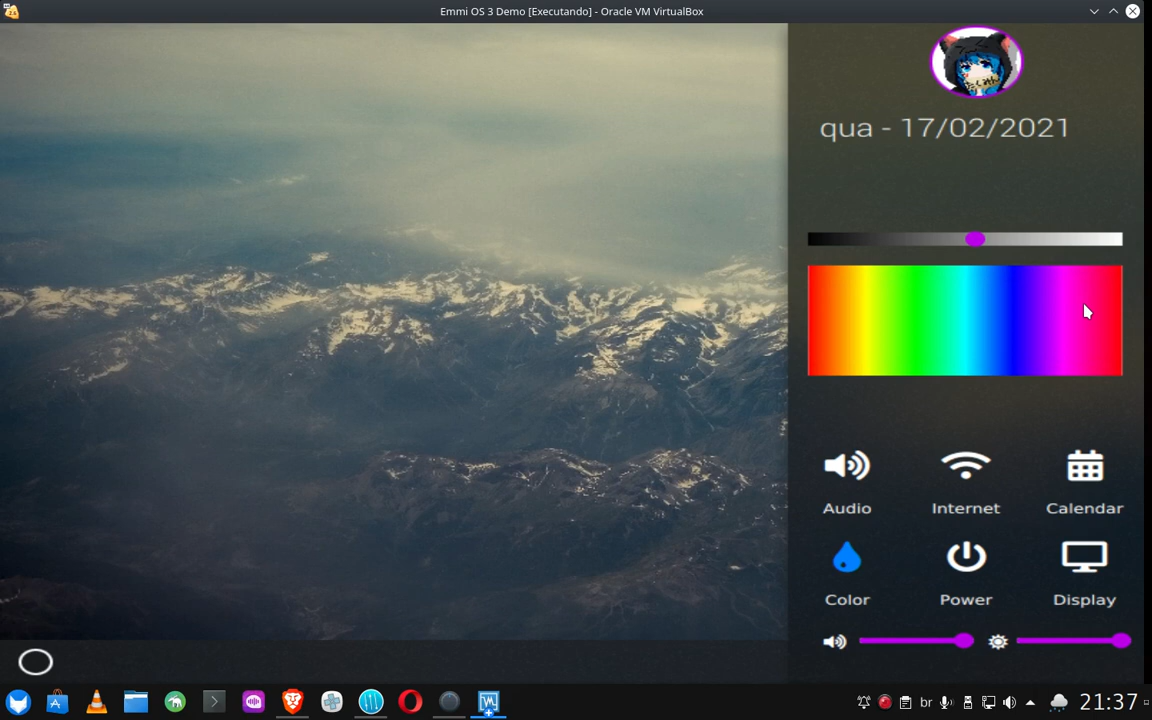 Emmi OS 3 Demo [Executando] - Oracle VM VirtualBox
qua - 17/02/2021
Audio
Internet
Calendar
Color
Power
Display
br
21:37